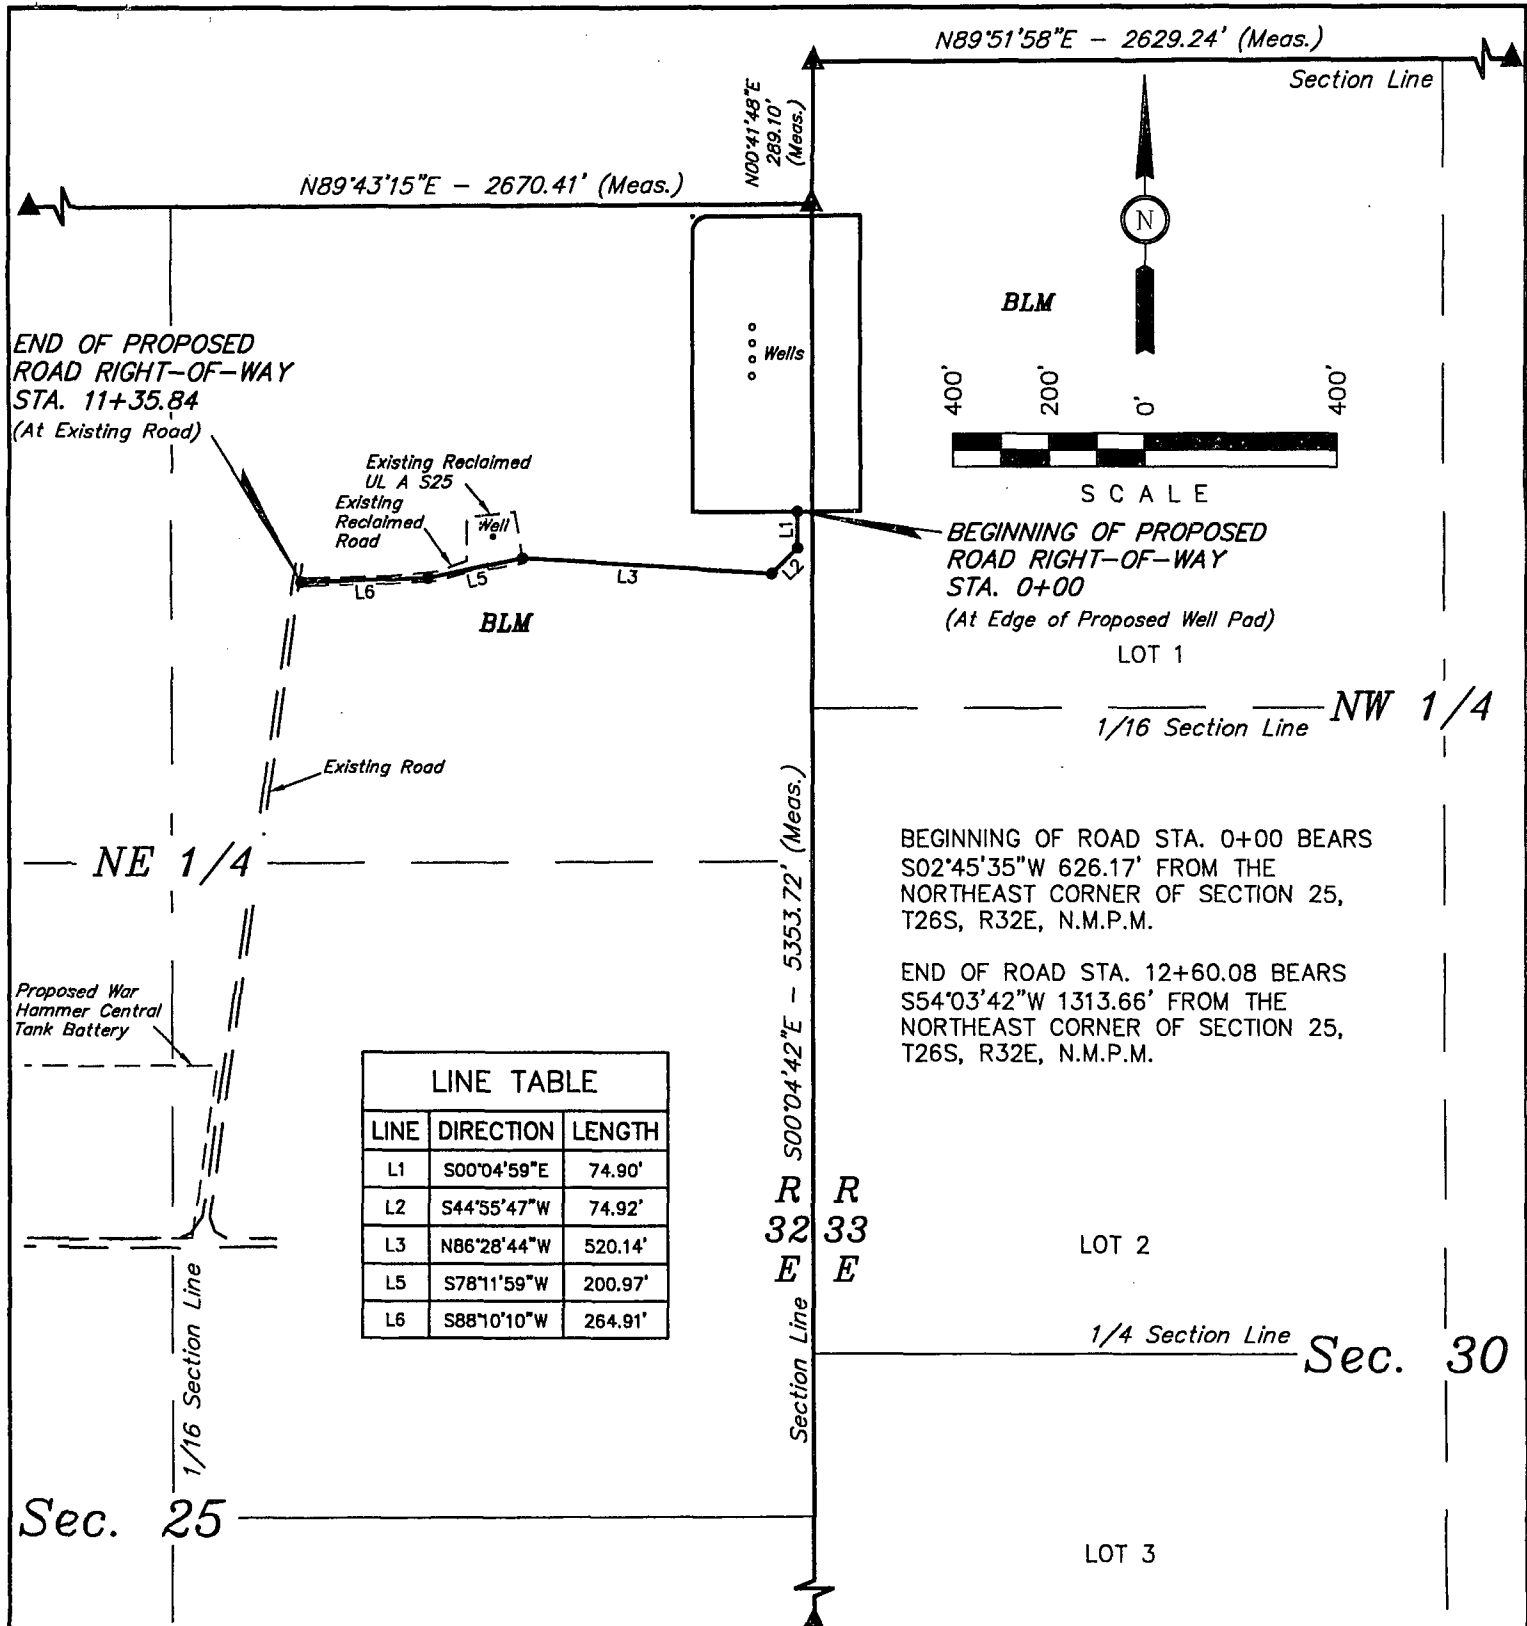 N89°51'58"E - 2629.24' (Meas.)
Section Line
N00°41'48"E
289.10'
(Meas.)
N89°43'15"E - 2670.41' (Meas.)
N
BLM
Wells
END OF PROPOSED
ROAD RIGHT-OF-WAY
STA. 11+35.84
(At Existing Road)
400'
200'
0'
400'
SCALE
Existing Reclaimed
UL A S25
Existing
Reclaimed
Road
Well
L1
L2
L3
L5
L6
BLM
BEGINNING OF PROPOSED
ROAD RIGHT-OF-WAY
STA. 0+00
(At Edge of Proposed Well Pad)
LOT 1
NW 1/4
1/16 Section Line
Existing Road
NE 1/4
S00°04'42"E - 5353.72' (Meas.)
BEGINNING OF ROAD STA. 0+00 BEARS
S02°45'35"W 626.17' FROM THE
NORTHEAST CORNER OF SECTION 25,
T26S, R32E, N.M.P.M.
END OF ROAD STA. 12+60.08 BEARS
S54°03'42"W 1313.66' FROM THE
NORTHEAST CORNER OF SECTION 25,
T26S, R32E, N.M.P.M.
Proposed War
Hammer Central
Tank Battery
LINE TABLE
LINE DIRECTION LENGTH
L1 S00°04'59"E 74.90'
L2 S44°55'47"W 74.92'
L3 N86°28'44"W 520.14'
L5 S78°11'59"W 200.97'
L6 S88°10'10"W 264.91'
R R
32 33
E E
LOT 2
1/16 Section Line
Section Line
1/4 Section Line
Sec. 30
Sec. 25
LOT 3